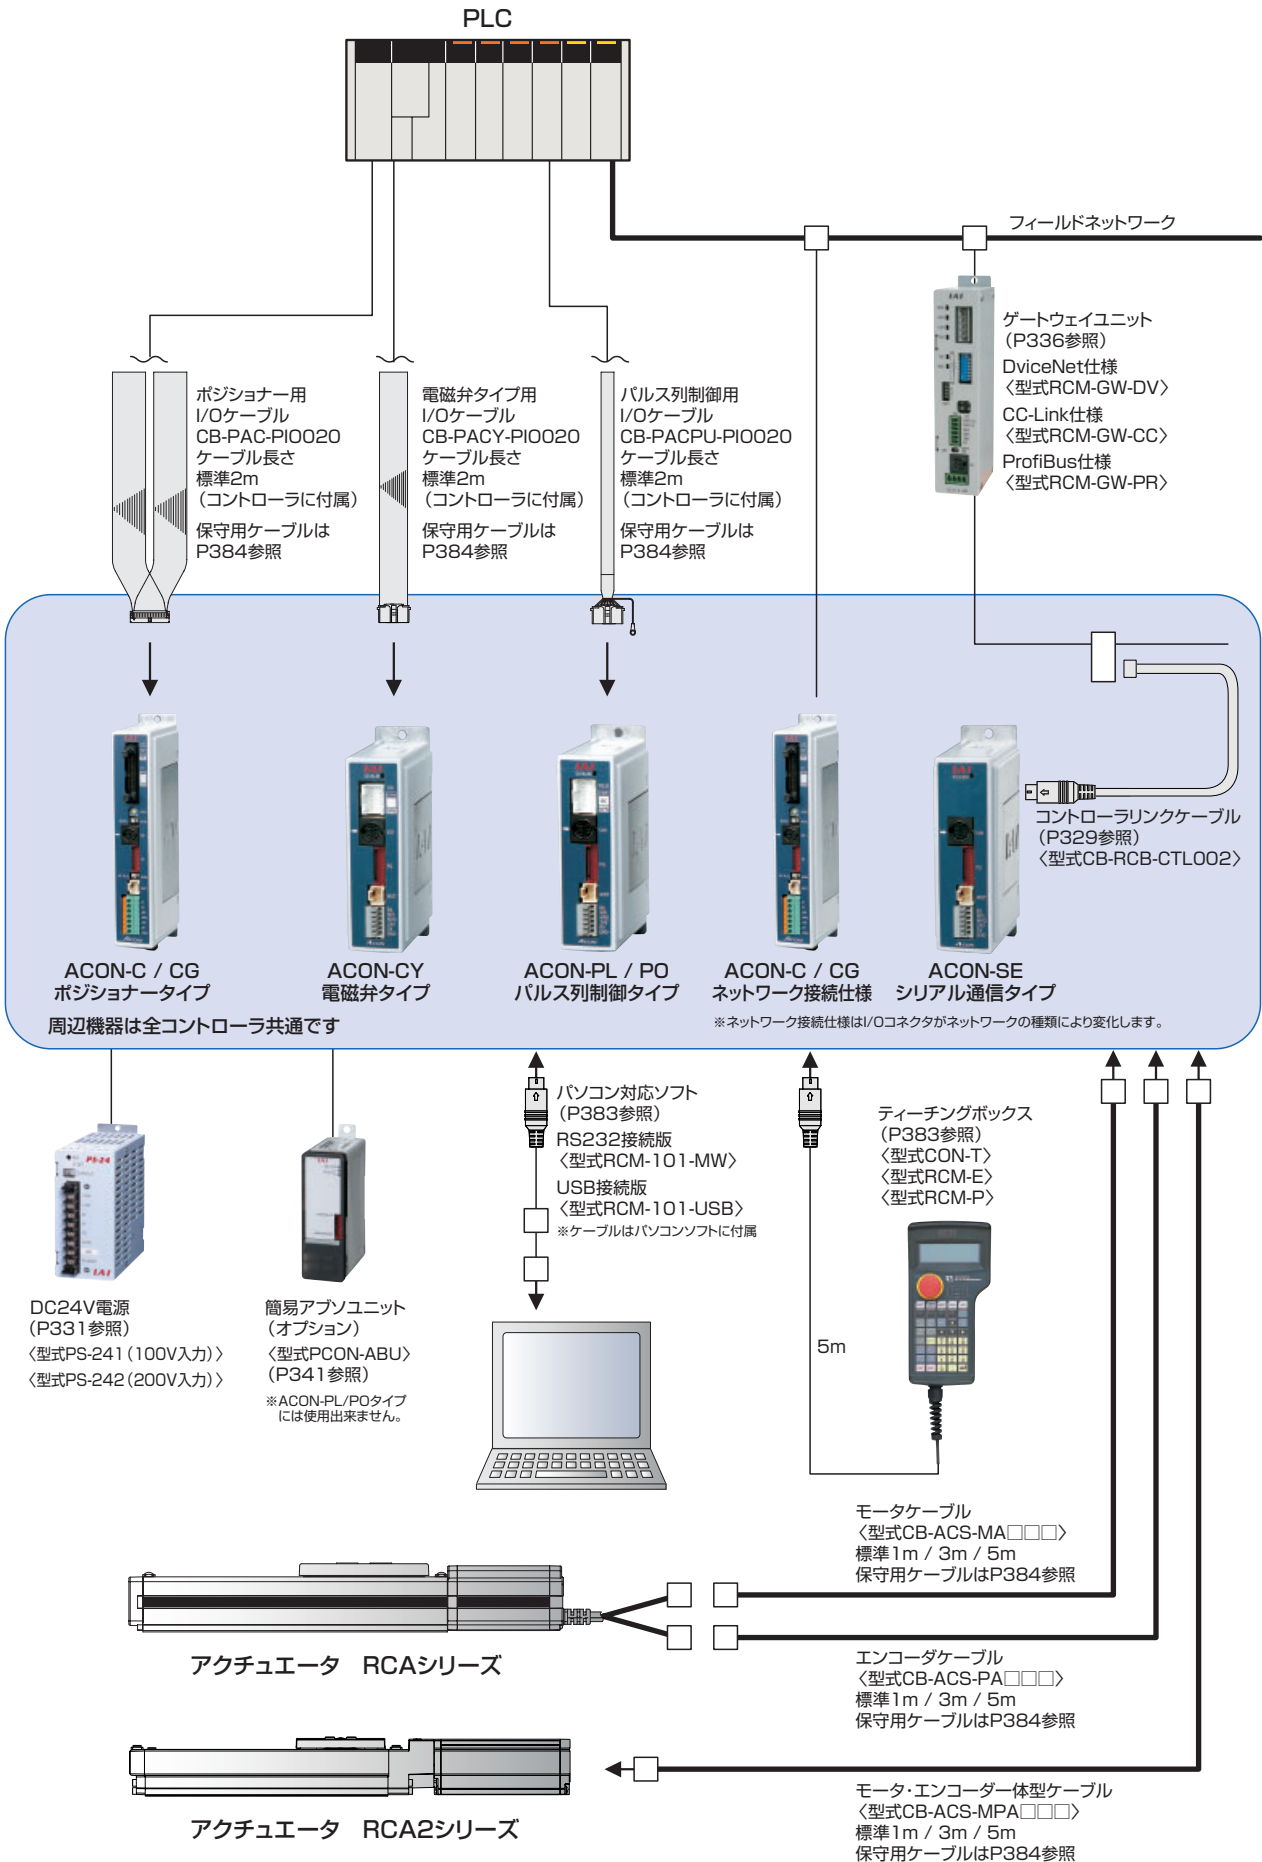 PLC
フィールドネットワーク
ゲートウェイユニット
（P336参照）
DviceNet仕様
〈型式RCM-GW-DV〉
CC-Link仕様
〈型式RCM-GW-CC〉
ProfiBus仕様
〈型式RCM-GW-PR〉
ポジショナー用
I/Oケーブル
CB-PAC-PIO020
ケーブル長さ
標準2m
（コントローラに付属）
保守用ケーブルは
P384参照
電磁弁タイプ用
I/Oケーブル
CB-PACY-PIO020
ケーブル長さ
標準2m
（コントローラに付属）
保守用ケーブルは
P384参照
パルス列制御用
I/Oケーブル
CB-PACPU-PIO020
ケーブル長さ
標準2m
（コントローラに付属）
保守用ケーブルは
P384参照
コントローラリンクケーブル
（P329参照）
〈型式CB-RCB-CTL002〉
ACON-C / CG
ポジショナータイプ
ACON-CY
電磁弁タイプ
ACON-PL / PO
パルス列制御タイプ
ACON-C / CG
ネットワーク接続仕様
ACON-SE
シリアル通信タイプ
周辺機器は全コントローラ共通です
※ネットワーク接続仕様はI/Oコネクタがネットワークの種類により変化します。
PS-24
IAI
DC24V電源
（P331参照）
〈型式PS-241（100V入力）〉
〈型式PS-242（200V入力）〉
簡易アブソユニット
（オプション）
〈型式PCON-ABU〉
（P341参照）
※ACON-PL/POタイプ
には使用出来ません。
パソコン対応ソフト
（P383参照）
RS232接続版
〈型式RCM-101-MW〉
USB接続版
〈型式RCM-101-USB〉
※ケーブルはパソコンソフトに付属
ティーチングボックス
（P383参照）
〈型式CON-T〉
〈型式RCM-E〉
〈型式RCM-P〉
5m
モータケーブル
〈型式CB-ACS-MA□□□〉
標準1m / 3m / 5m
保守用ケーブルはP384参照
アクチュエータ　RCAシリーズ
エンコーダケーブル
〈型式CB-ACS-PA□□□〉
標準1m / 3m / 5m
保守用ケーブルはP384参照
アクチュエータ　RCA2シリーズ
モータ・エンコーダ一体型ケーブル
〈型式CB-ACS-MPA□□□〉
標準1m / 3m / 5m
保守用ケーブルはP384参照